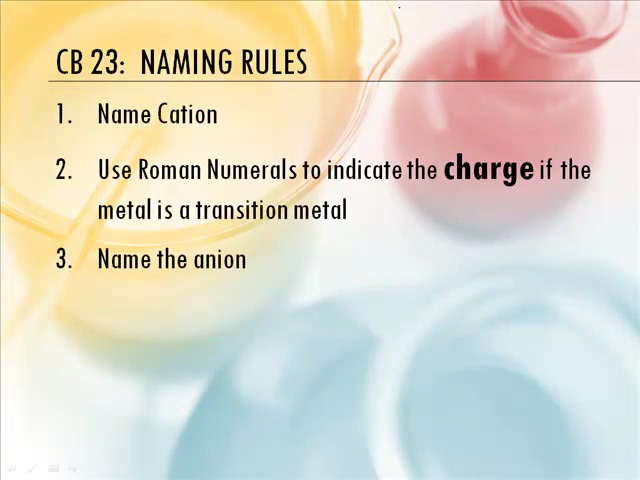 CB 23: NAMING RULES
1. Name Cation
2. Use Roman Numerals to indicate the charge if the
metal is a transition metal
3. Name the anion